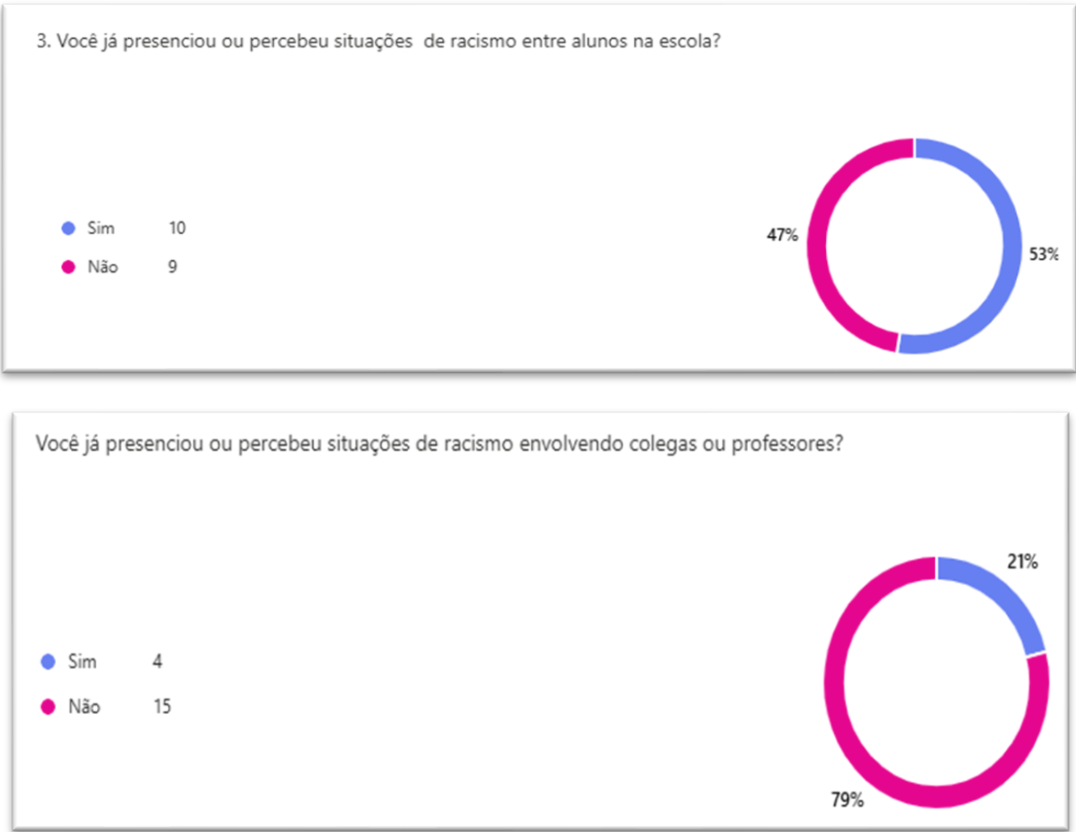 3. Você já presenciou ou percebeu situações de racismo entre alunos na escola?
Sim 10
Não 9
47%
53%
Você já presenciou ou percebeu situações de racismo envolvendo colegas ou professores?
21%
Sim 4
Não 15
79%